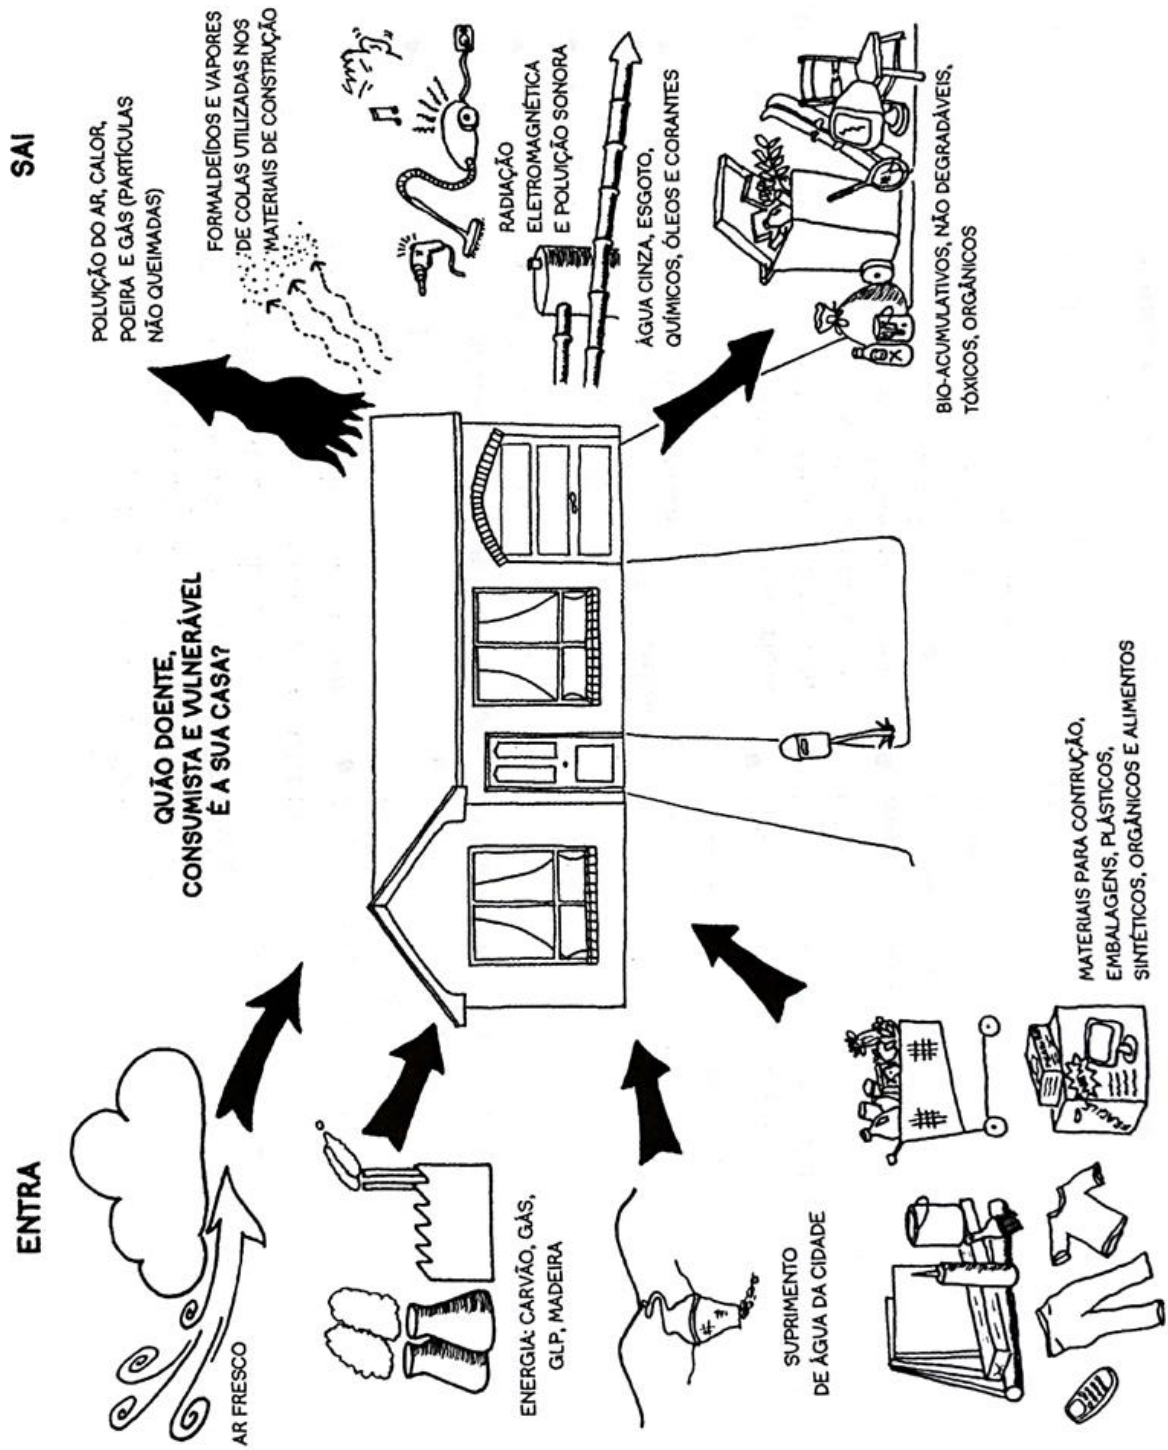 ENTRA
SAI
QUÃO DOENTE,
CONSUMISTA E VULNERÁVEL
É A SUA CASA?
AR FRESCO
ENERGIA: CARVÃO, GÁS,
GLP, MADEIRA
SUPRIMENTO
DE ÁGUA DA CIDADE
FRAGILE
MATERIAIS PARA CONTRUÇÃO,
EMBALAGENS, PLÁSTICOS,
SINTÉTICOS, ORGÂNICOS E ALIMENTOS
POLUIÇÃO DO AR, CALOR,
POEIRA E GÁS (PARTÍCULAS
NÃO QUEIMADAS)
FORMALDEÍDOS E VAPORES
DE COLAS UTILIZADAS NOS
MATERIAIS DE CONSTRUÇÃO
RADIAÇÃO
ELETROMAGNÉTICA
E POLUIÇÃO SONORA
ÁGUA CINZA, ESGOTO,
QUÍMICOS, ÓLEOS E CORANTES
BIO-ACUMULATIVOS, NÃO DEGRADÁVEIS,
TÓXICOS, ORGÂNICOS